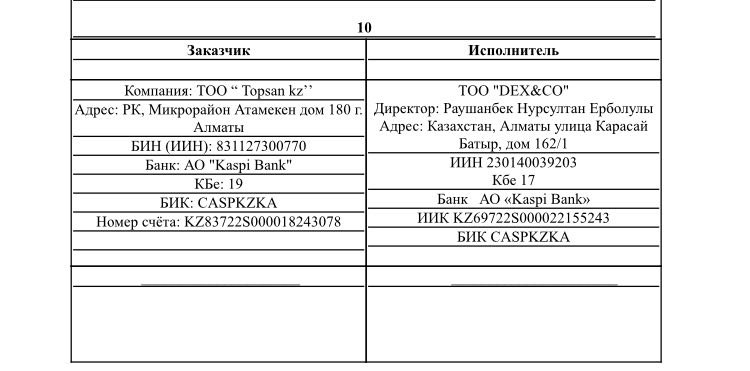 10
Заказчик
Исполнитель
Компания: ТОО “ Topsan kz’’
Адрес: РК, Микрорайон Атамекен дом 180 г.
Алматы
БИН (ИИН): 831127300770
Банк: АО "Kaspi Bank"
КБе: 19
БИК: CASPKZKA
Номер счёта: KZ83722S000018243078
ТОО "DEX&CO"
Директор: Раушанбек Нурсултан Ерболулы
Адрес: Казахстан, Алматы улица Карасай
Батыр, дом 162/1
ИИН 230140039203
Кбе 17
Банк АО «Kaspi Bank»
ИИК KZ69722S000022155243
БИК CASPKZKA